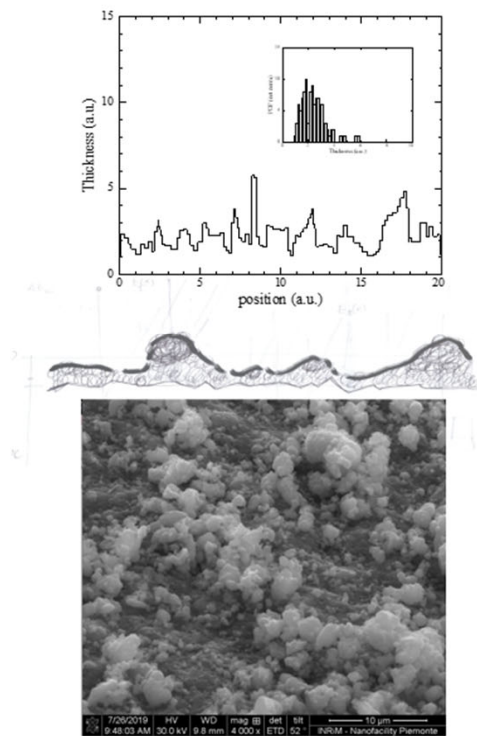 15
10
5
0
Thickness (a.u.)
0 5 10 15 20
position (a.u.)
7/26/2019 HV WD mag det tilt 10 µm
9:48:03 AM 30.0 kV 9.8 mm 4 000 x ETD 52 ° INRiM - Nanofacility Piemonte